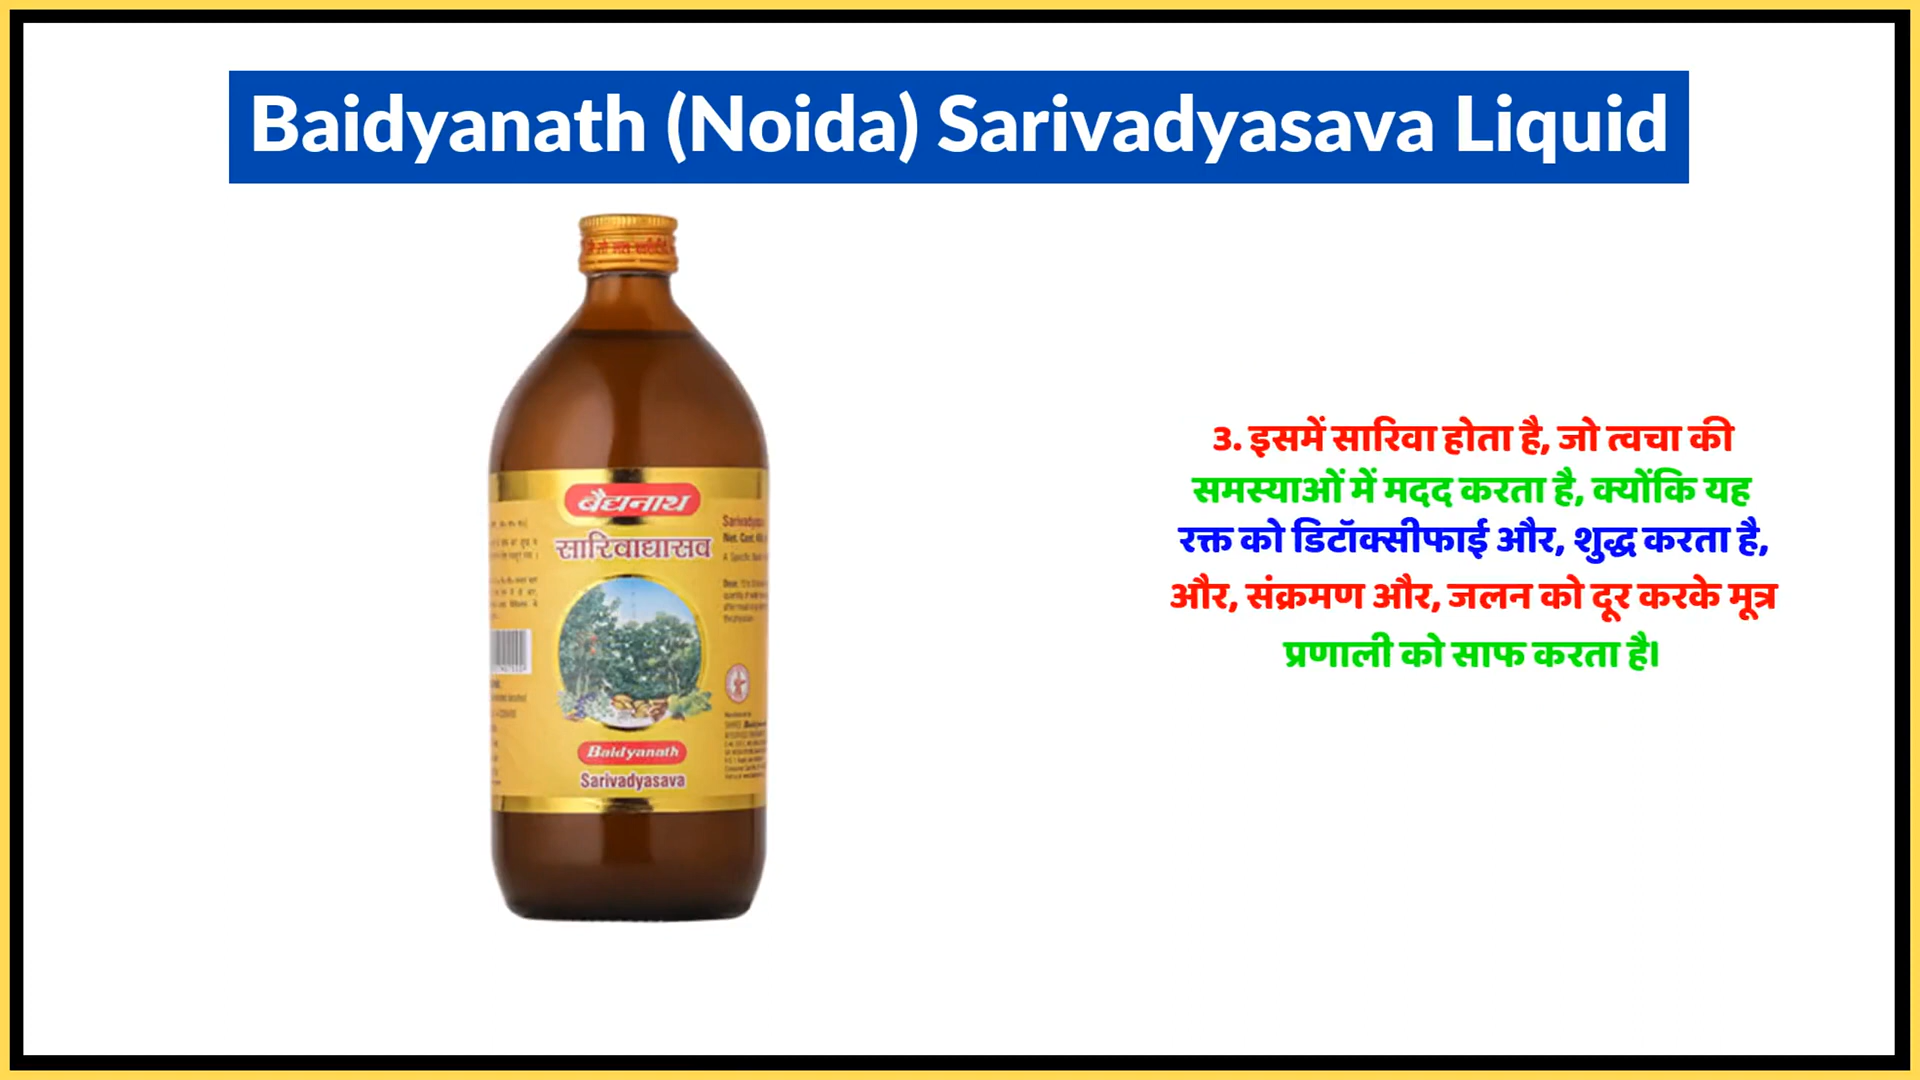 Baidyanath (Noida) Sarivadyasava Liquid
3. इसमें सारिवा होता है, जो त्वचा की
समस्याओं में मदद करता है, क्योंकि यह
रक्त को डिटॉक्सीफाई और, शुद्ध करता है,
और, संक्रमण और, जलन को दूर करके मूत्र
प्रणाली को साफ करता है।
बैद्यनाथ
सारिवाद्यासव
Baidyanath
Sarivadyasava